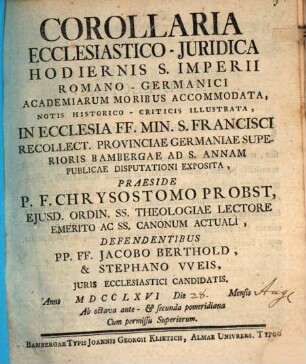 COROLLARIA
ECCLESIASTICO-JURIDICA
HODIERNIS S. IMPERII
ROMANO-GERMANICI
ACADEMIARUM MORIBUS ACCOMMODATA,
NOTIS HISTORICO-CRITICIS ILLUSTRATA,
IN ECCLESIA FF. MIN. S. FRANCISCI
RECOLLECT. PROVINCIAE GERMANIAE SUPE-
RIORIS BAMBERGAE AD S. ANNAM
PUBLICAE DISPUTATIONI EXPOSITA,
PRAESIDE
P. F. CHRYSOSTOMO PROBST,
EJUSD. ORDIN. SS. THEOLOGIAE LECTORE
EMERITO AC SS. CANONUM ACTUALI,
DEFENDENTIBUS
PP. FF. JACOBO BERTHOLD,
& STEPHANO VVEIS,
JURIS ECCLESIASTICI CANDIDATIS.
Anno MDCCLXVI Die 28. Mensis Aug
Ab octava ante- & secunda pomeridiana
Cum permissu Superiorum.
BAMBERGAE TYPIS JOANNIS GEORGII KLIETSCH, ALMAE UNIVERS. TYPOG